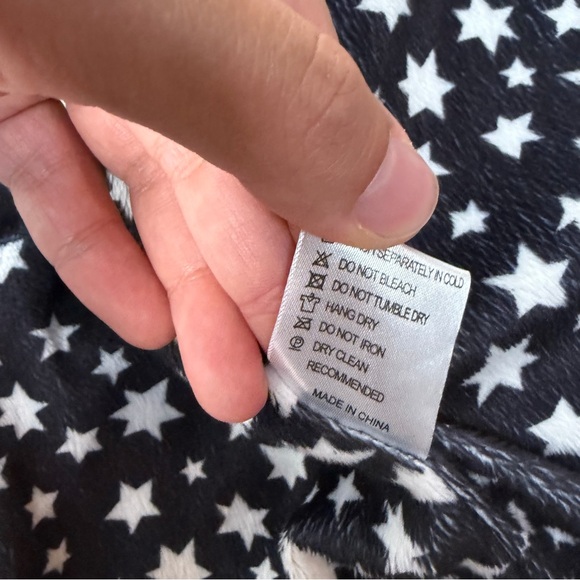 SEPARATELY IN COLD
DO NOT BLEACH
DO NOT TUMBLE DRY
HANG DRY
DO NOT IRON
DRY CLEAN
RECOMMENDED
MADE IN CHINA